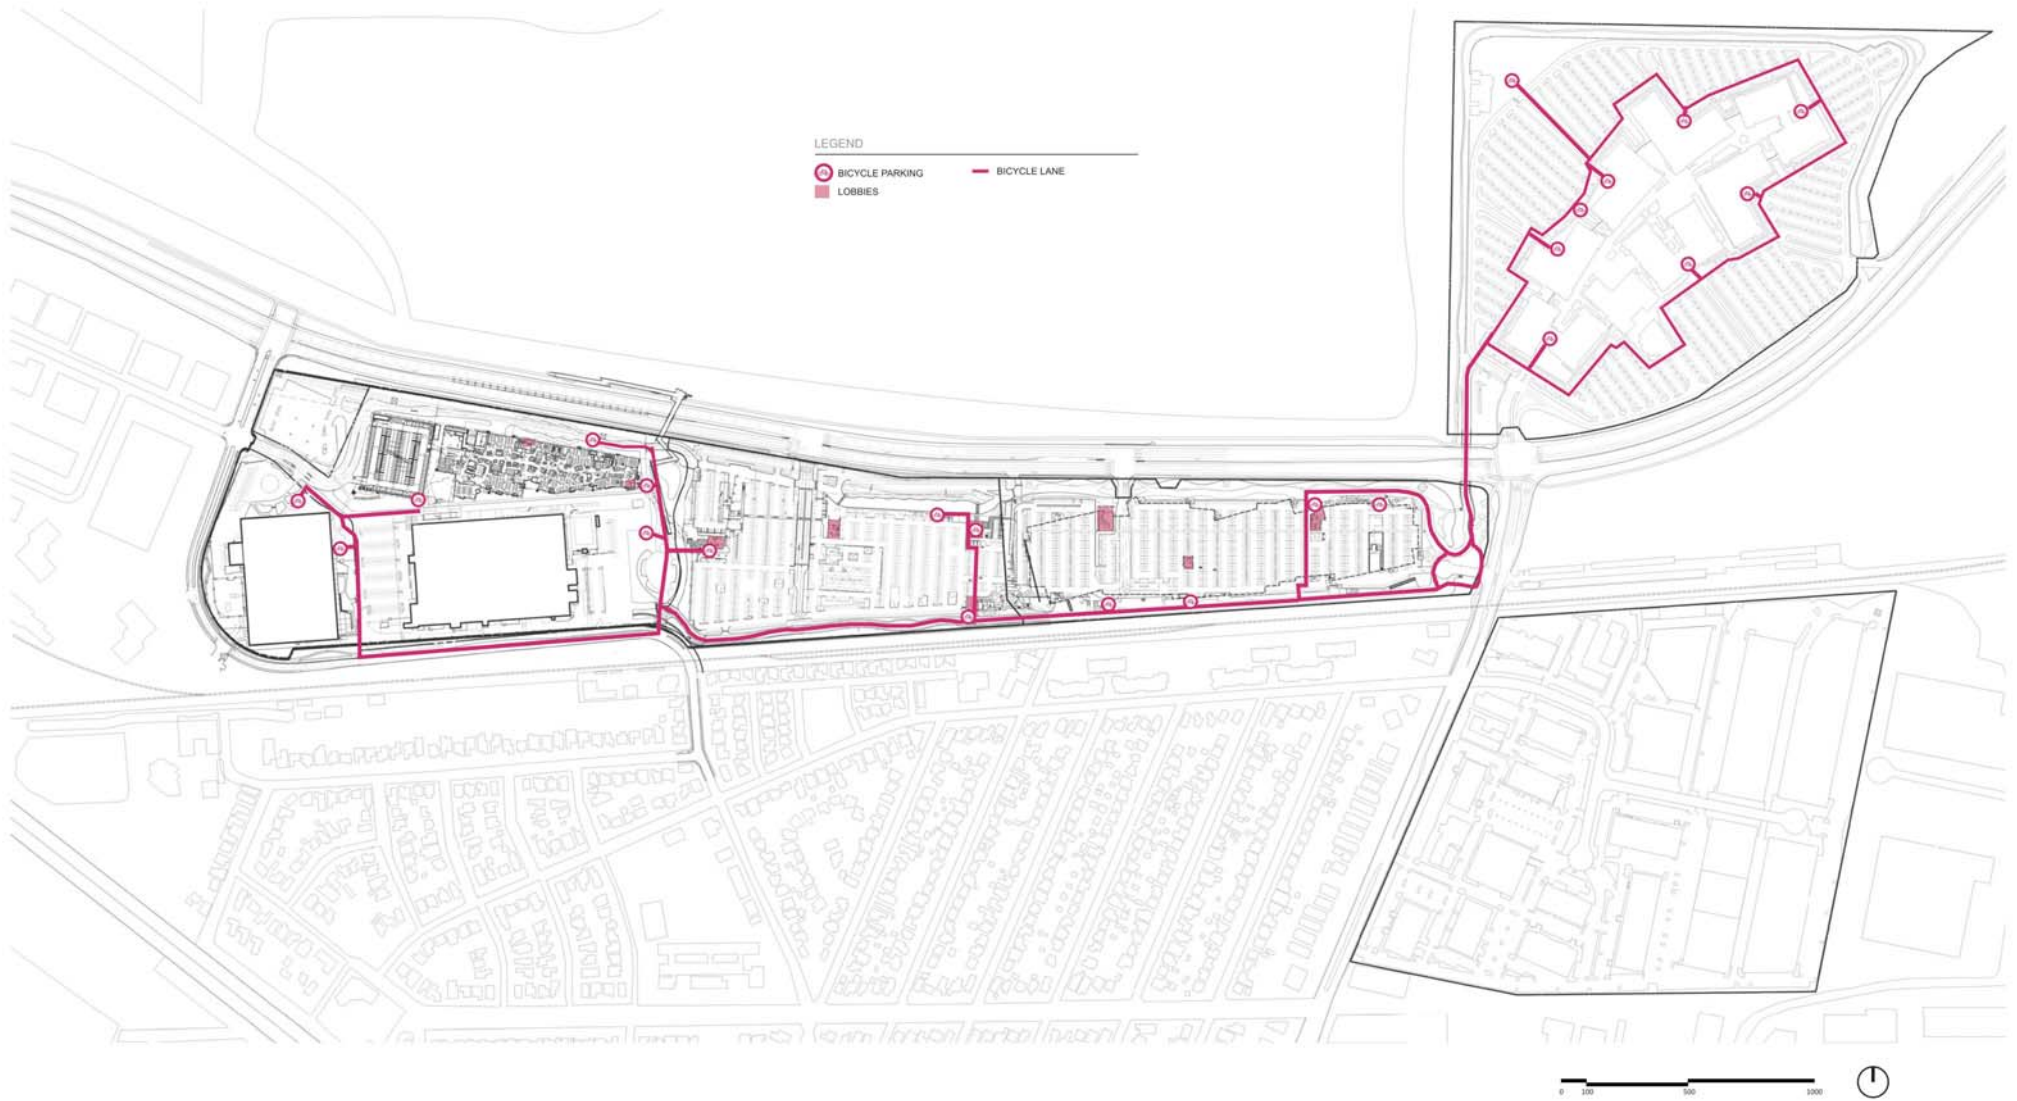 LEGEND
BICYCLE PARKING
BICYCLE LANE
LOBBIES
0 100 500 1000